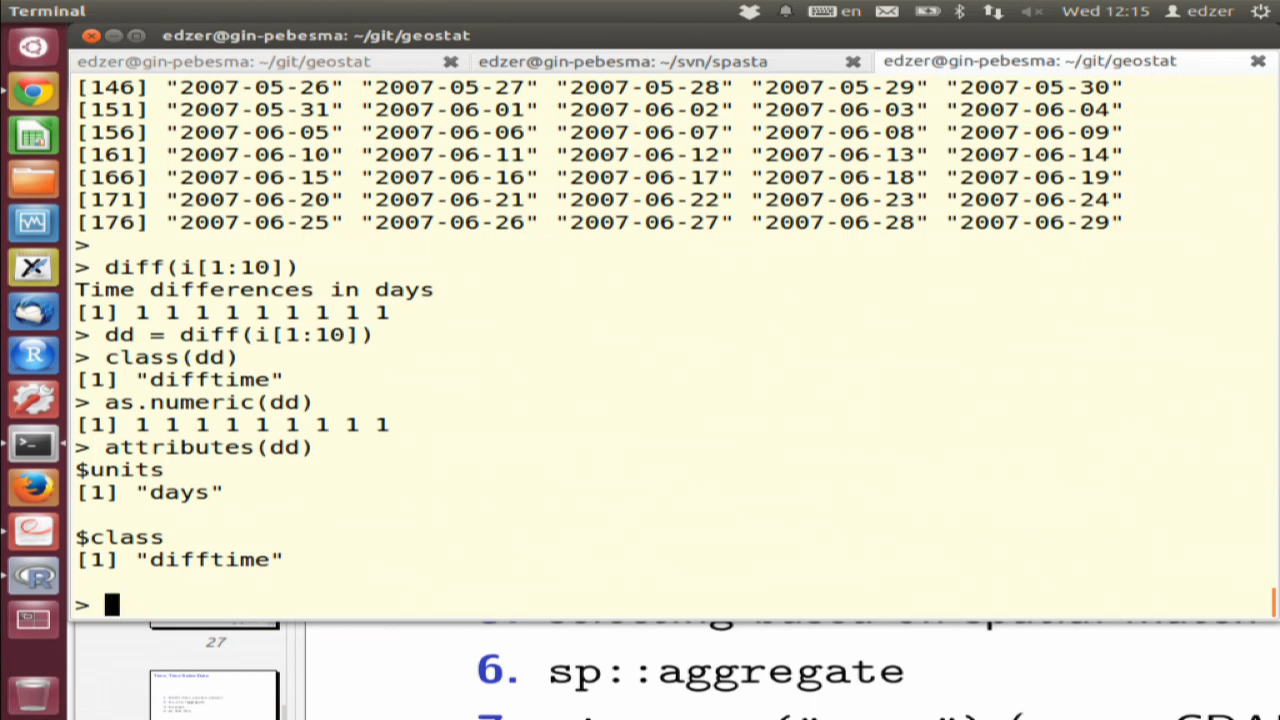 Terminal en Wed 12:15 edzer
edzer@gin-pebesma: ~/git/geostat
edzer@gin-pebesma: ~/git/geostat edzer@gin-pebesma: ~/svn/spasta edzer@gin-pebesma: ~/git/geostat
[146] "2007-05-26" "2007-05-27" "2007-05-28" "2007-05-29" "2007-05-30"
[151] "2007-05-31" "2007-06-01" "2007-06-02" "2007-06-03" "2007-06-04"
[156] "2007-06-05" "2007-06-06" "2007-06-07" "2007-06-08" "2007-06-09"
[161] "2007-06-10" "2007-06-11" "2007-06-12" "2007-06-13" "2007-06-14"
[166] "2007-06-15" "2007-06-16" "2007-06-17" "2007-06-18" "2007-06-19"
[171] "2007-06-20" "2007-06-21" "2007-06-22" "2007-06-23" "2007-06-24"
[176] "2007-06-25" "2007-06-26" "2007-06-27" "2007-06-28" "2007-06-29"
>
> diff(i[1:10])
Time differences in days
[1] 1 1 1 1 1 1 1 1 1
> dd = diff(i[1:10])
> class(dd)
[1] "difftime"
> as.numeric(dd)
[1] 1 1 1 1 1 1 1 1 1
> attributes(dd)
$units
[1] "days"
$class
[1] "difftime"
>
27
6. sp::aggregate